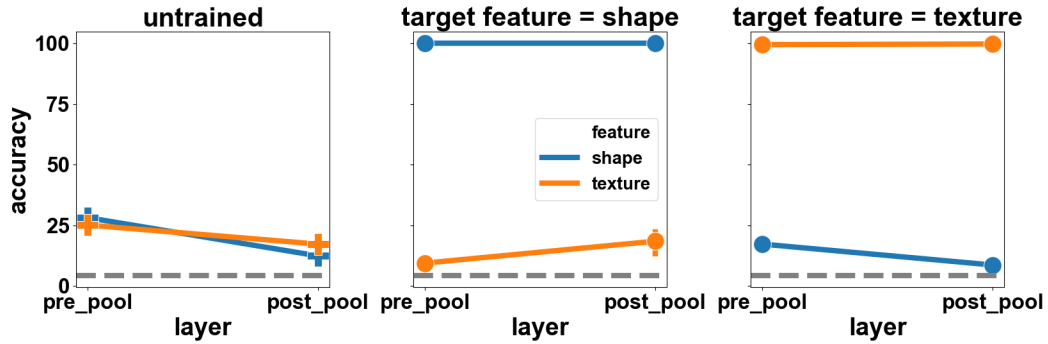 untrained
target feature = shape
target feature = texture
accuracy
100
75
50
25
0
feature
shape
texture
pre_pool
post_pool
pre_pool
post_pool
pre_pool
post_pool
layer
layer
layer